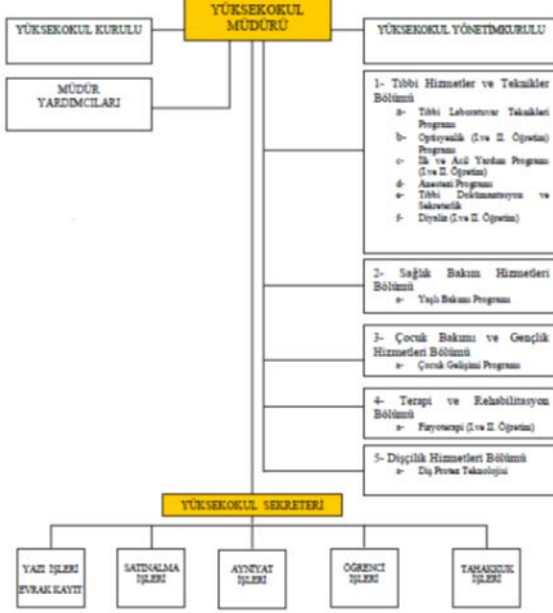 YÜKSEKOKUL
MÜDÜRÜ
YÜKSEKOKUL KURULU
YÜKSEKOKUL YÖNETİMKURULU
MÜDÜR
YARDIMCILARI
1- Tıbbi Hizmetler ve Teknikler
Bölümü
a- Tıbbi Laboratuvar Teknikleri
Programı
b- Optisyenlik (I.ve II. Öğretim)
Programı
c- İlk ve Acil Yardım Programı
(I.ve II. Öğretim)
d- Anestezi Programı
e- Tıbbi Dokümantasyon ve
Sekreterlik
f- Diyaliz (I.ve II. Öğretim)
2- Sağlık Bakım Hizmetleri
Bölümü
a- Yaşlı Bakımı Programı
3- Çocuk Bakımı ve Gençlik
Hizmetleri Bölümü
a- Çocuk Gelişimi Programı
4- Terapi ve Rehabilitasyon
Bölümü
a- Fizyoterapi (I.ve II. Öğretim)
5- Dişçilik Hizmetleri Bölümü
a- Diş Protez Teknolojisi
YÜKSEKOKUL SEKRETERİ
YAZI İŞLERİ
EVRAK KAYIT
SATINALMA
İŞLERİ
AYNİYAT
İŞLERİ
ÖĞRENCİ
İŞLERİ
TAHAKKUK
İŞLERİ